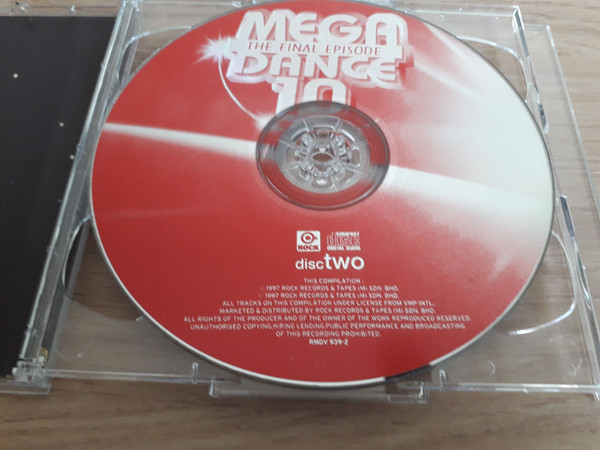 MEGA
THE FINAL EPISODE
DANCE
10
ROCK
COMPACT
disc
DIGITAL AUDIO
disc TWO
THIS COMPILATION :
℗ 1997 ROCK RECORDS & TAPES (M) SDN. BHD.
© 1997 ROCK RECORDS & TAPES (M) SDN. BHD.
ALL TRACKS ON THIS COMPILATION UNDER LICENSE FROM VMP INTL.
MARKETED & DISTRIBUTED BY ROCK RECORDS & TAPES (M) SDN. BHD.
ALL RIGHTS OF THE PRODUCER AND OF THE OWNER OF THE WORK REPRODUCED RESERVED.
UNAUTHORISED COPYING,HIRING LENDING,PUBLIC PERFORMANCE AND BROADCASTING
OF THIS RECORDING PROHIBITED.
RMDV 939-2